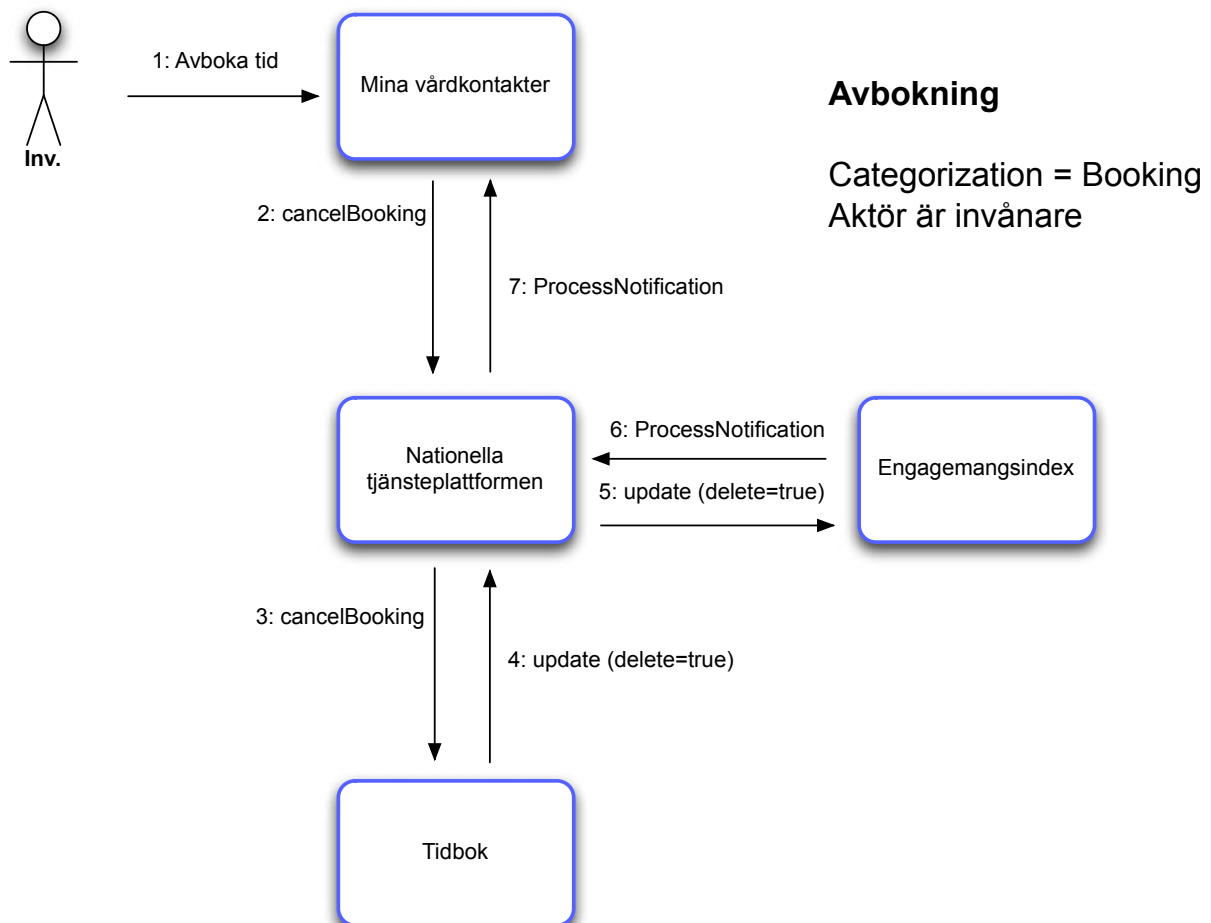 1: Avboka tid
Mina vårdkontakter
Inv.
Avbokning
Categorization = Booking
Aktör är invånare
2: cancelBooking
7: ProcessNotification
Nationella
tjänsteplattformen
6: ProcessNotification
5: update (delete=true)
Engagemangsindex
3: cancelBooking
4: update (delete=true)
Tidbok